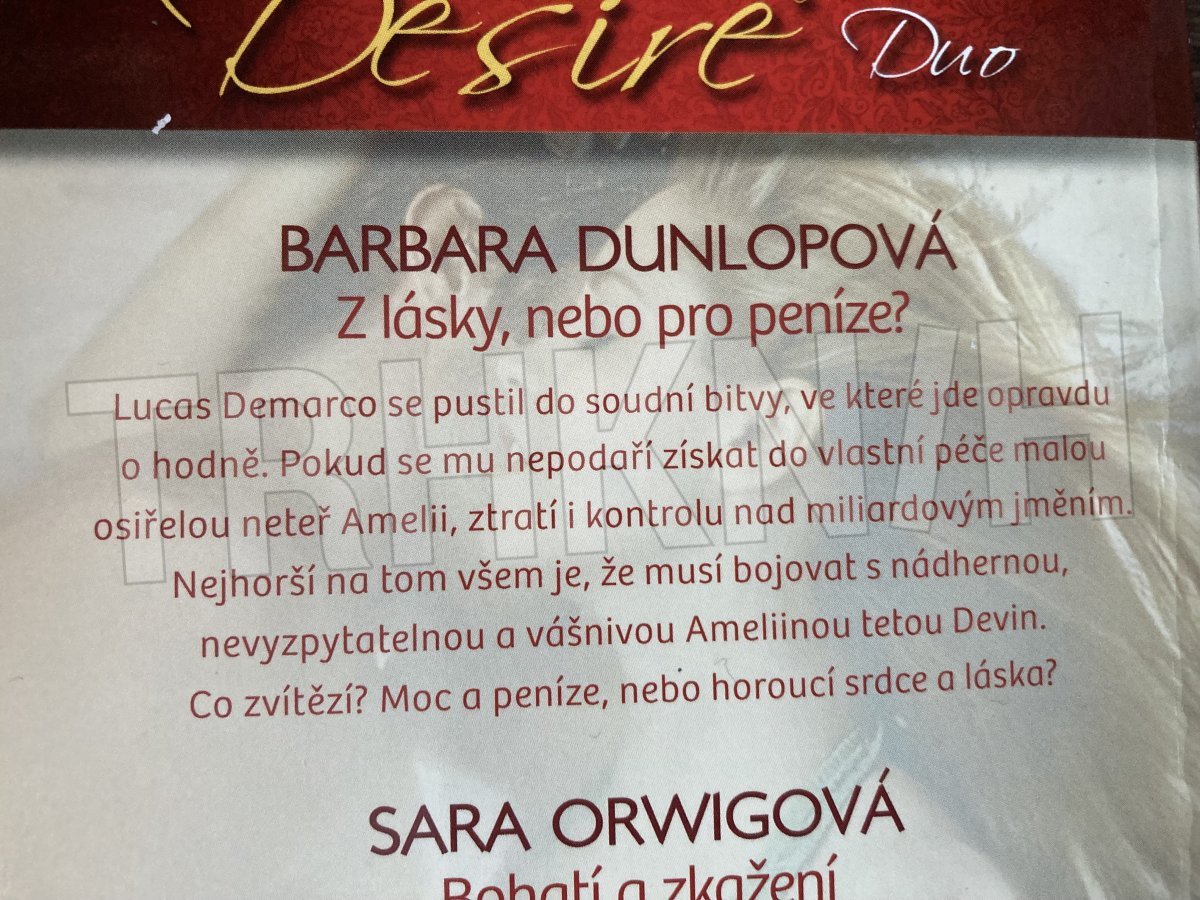 Desire Duo
BARBARA DUNLOPOVÁ
Z lásky, nebo pro peníze?
TRHKNIH
Lucas Demarco se pustil do soudní bitvy, ve které jde opravdu
o hodně. Pokud se mu nepodaří získat do vlastní péče malou
osiřelou neteř Amelii, ztratí i kontrolu nad miliardovým jměním.
Nejhorší na tom všem je, že musí bojovat s nádhernou,
nevyzpytatelnou a vášnivou Ameliinou tetou Devin.
Co zvítězí? Moc a peníze, nebo horoucí srdce a láska?
SARA ORWIGOVÁ
Bohatí a zkažení